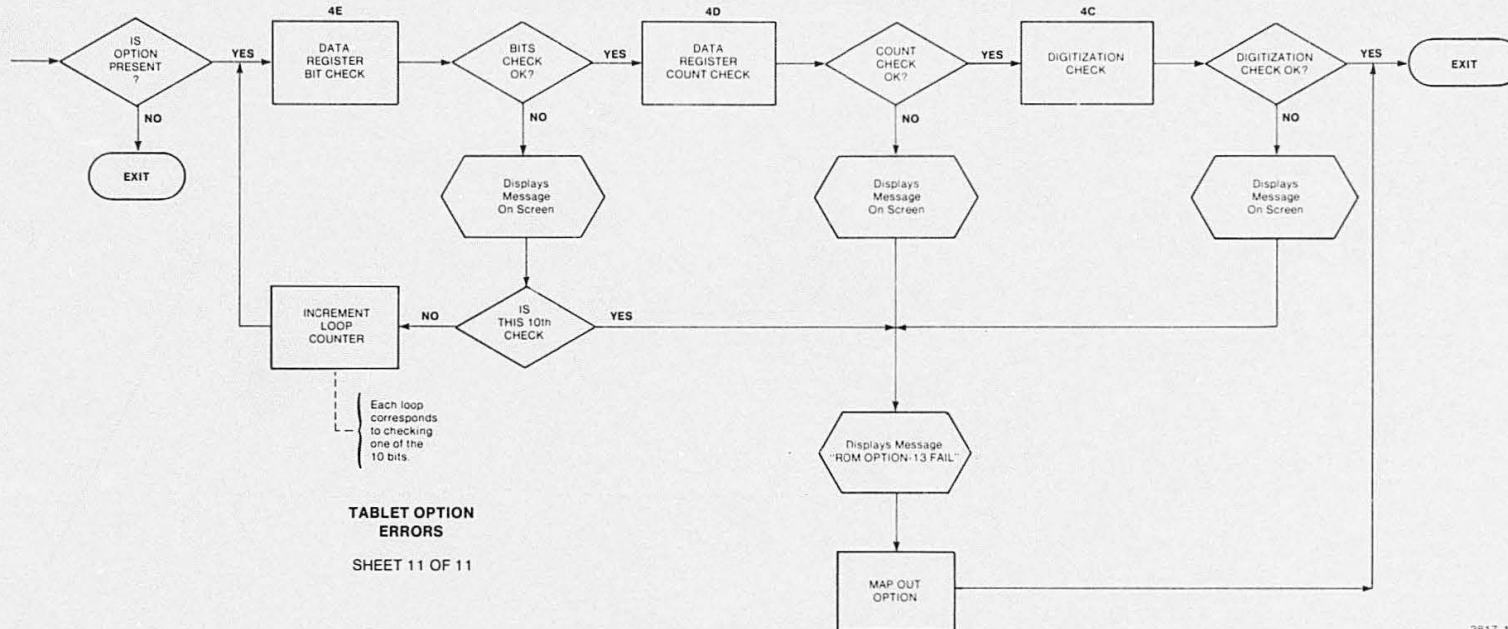 IS
OPTION
PRESENT
?
YES
NO
EXIT
4E
DATA
REGISTER
BIT CHECK
BITS
CHECK
OK?
YES
NO
4D
DATA
REGISTER
COUNT CHECK
COUNT
CHECK
OK?
YES
NO
4C
DIGITIZATION
CHECK
DIGITIZATION
CHECK OK?
YES
NO
EXIT
Displays
Message
On Screen
Displays
Message
On Screen
Displays
Message
On Screen
INCREMENT
LOOP
COUNTER
NO
IS
THIS 10th
CHECK
YES
Each loop
corresponds
to checking
one of the
10 bits.
Displays Message
"ROM OPTION-13 FAIL"
MAP OUT
OPTION
TABLET OPTION
ERRORS
SHEET 11 OF 11